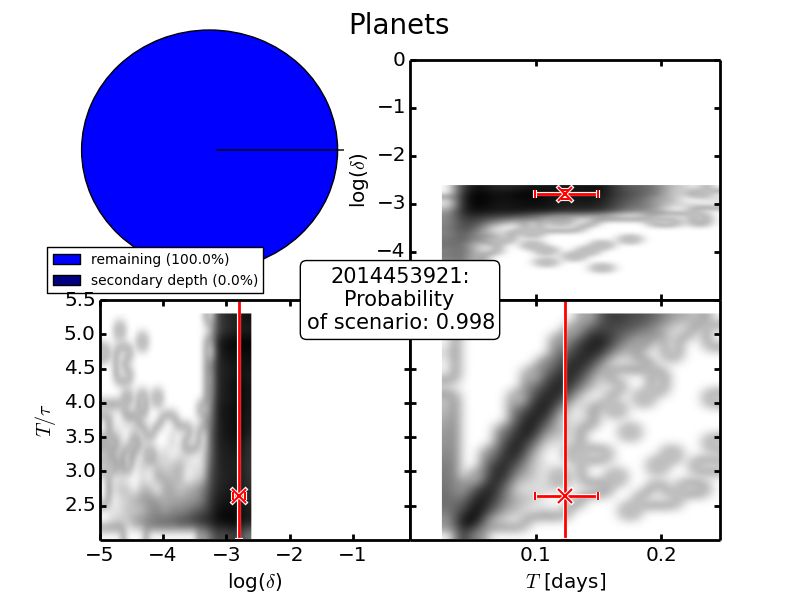 Planets
0
−1
−2
log(δ)
−3
−4
remaining (100.0%)
secondary depth (0.0%)
2014453921:
Probability
of scenario: 0.998
5.5
5.0
4.5
4.0
T/τ
3.5
3.0
2.5
−5 −4 −3 −2 −1 0.1 0.2
log(δ) T [days]